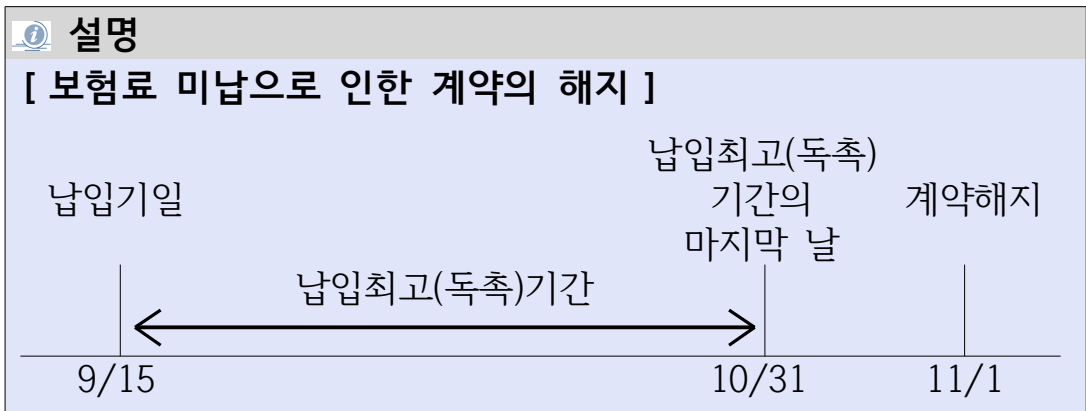 설명
[ 보험료 미납으로 인한 계약의 해지 ]
납입기일
납입최고(독촉)
기간의
마지막 날
계약해지
납입최고(독촉)기간
9/15
10/31
11/1